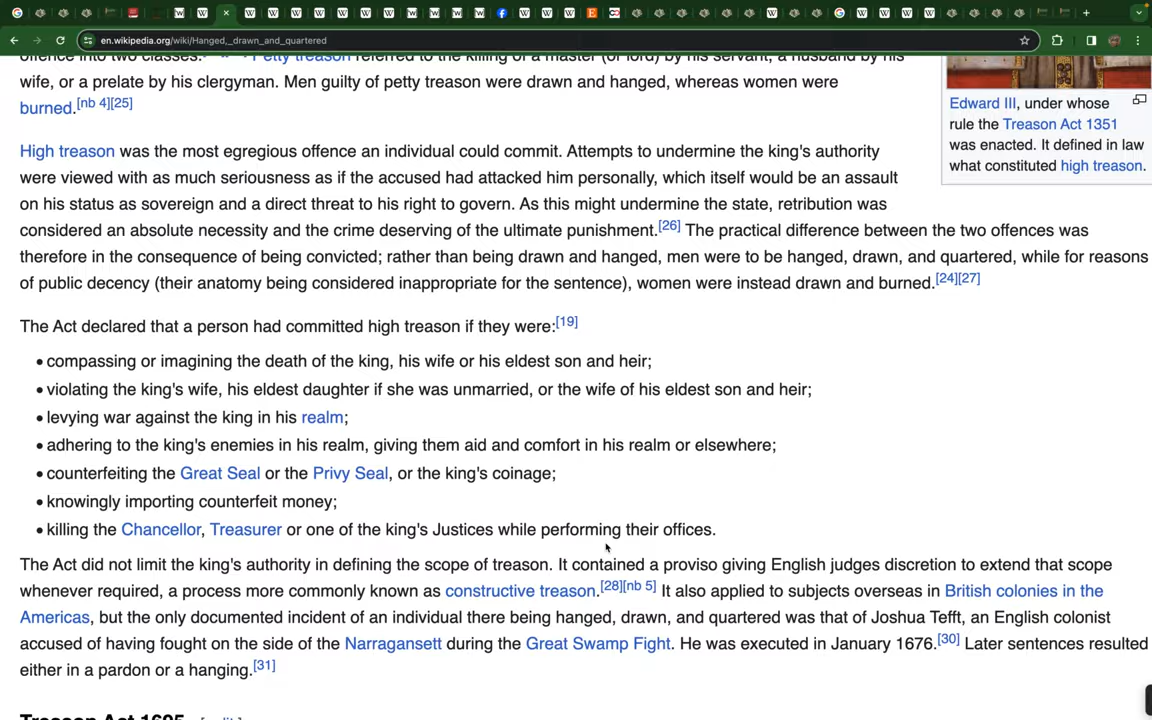 en.wikipedia.org/wiki/Hanged,_drawn_and_quartered
offence into two classes. Petty treason referred to the killing of a master (or lord) by his servant, a husband by his
wife, or a prelate by his clergyman. Men guilty of petty treason were drawn and hanged, whereas women were
burned.[nb 4][25]
Edward III, under whose
rule the Treason Act 1351
was enacted. It defined in law
what constituted high treason.
High treason was the most egregious offence an individual could commit. Attempts to undermine the king's authority
were viewed with as much seriousness as if the accused had attacked him personally, which itself would be an assault
on his status as sovereign and a direct threat to his right to govern. As this might undermine the state, retribution was
considered an absolute necessity and the crime deserving of the ultimate punishment.[26] The practical difference between the two offences was
therefore in the consequence of being convicted; rather than being drawn and hanged, men were to be hanged, drawn, and quartered, while for reasons
of public decency (their anatomy being considered inappropriate for the sentence), women were instead drawn and burned.[24][27]
The Act declared that a person had committed high treason if they were:[19]
• compassing or imagining the death of the king, his wife or his eldest son and heir;
• violating the king's wife, his eldest daughter if she was unmarried, or the wife of his eldest son and heir;
• levying war against the king in his realm;
• adhering to the king's enemies in his realm, giving them aid and comfort in his realm or elsewhere;
• counterfeiting the Great Seal or the Privy Seal, or the king's coinage;
• knowingly importing counterfeit money;
• killing the Chancellor, Treasurer or one of the king's Justices while performing their offices.
The Act did not limit the king's authority in defining the scope of treason. It contained a proviso giving English judges discretion to extend that scope
whenever required, a process more commonly known as constructive treason.[28][nb 5] It also applied to subjects overseas in British colonies in the
Americas, but the only documented incident of an individual there being hanged, drawn, and quartered was that of Joshua Tefft, an English colonist
accused of having fought on the side of the Narragansett during the Great Swamp Fight. He was executed in January 1676.[30] Later sentences resulted
either in a pardon or a hanging.[31]
Treason Act 1695 [edit]